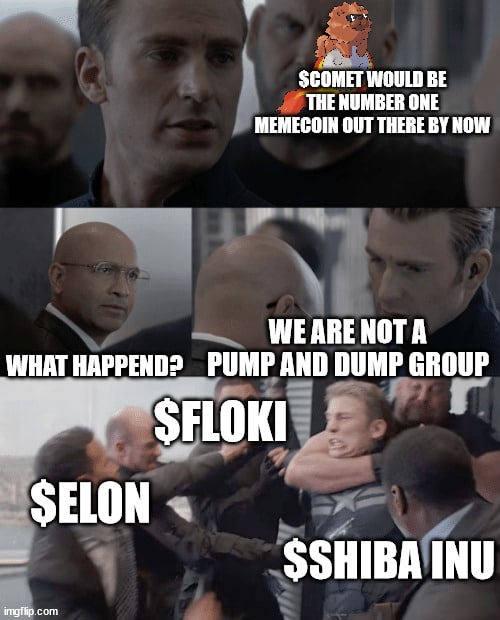 $COMET WOULD BE
THE NUMBER ONE
MEMECOIN OUT THERE BY NOW
WHAT HAPPEND?
WE ARE NOT A
PUMP AND DUMP GROUP
$FLOKI
$ELON
$SHIBA INU
imgflip.com